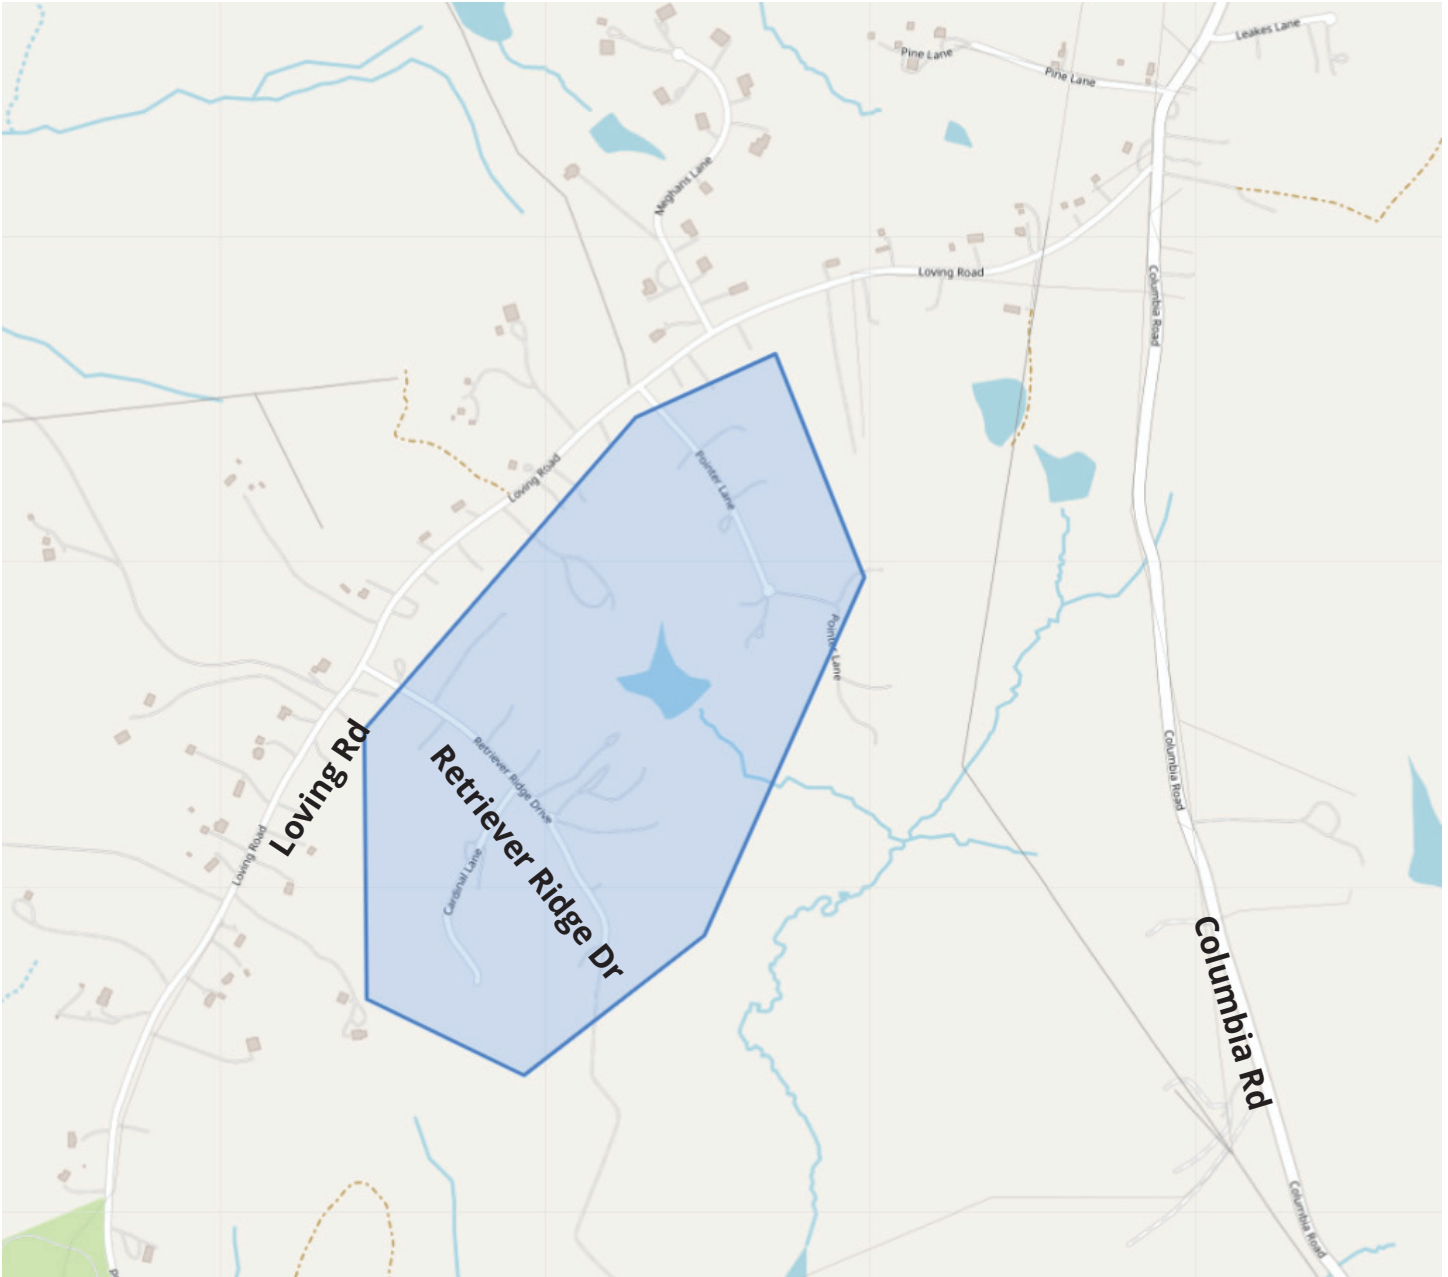 Leakes Lane
Pine Lane
Pine Lane
Meghans Lane
Loving Road
Columbia Road
Loving Road
Pointer Lane
Pointer Lane
Loving Rd
Retriever Ridge Drive
Retriever Ridge Dr
Columbia Road
Loving Road
Cardinal Lane
Columbia Rd
Columbia Road